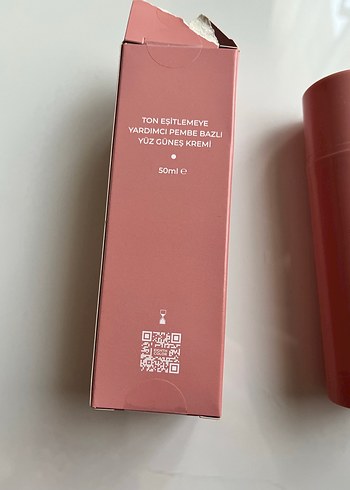 TON EŞİTLEMEYE
YARDIMCI PEMBE BAZLI
YÜZ GÜNEŞ KREMİ
50ml ℮